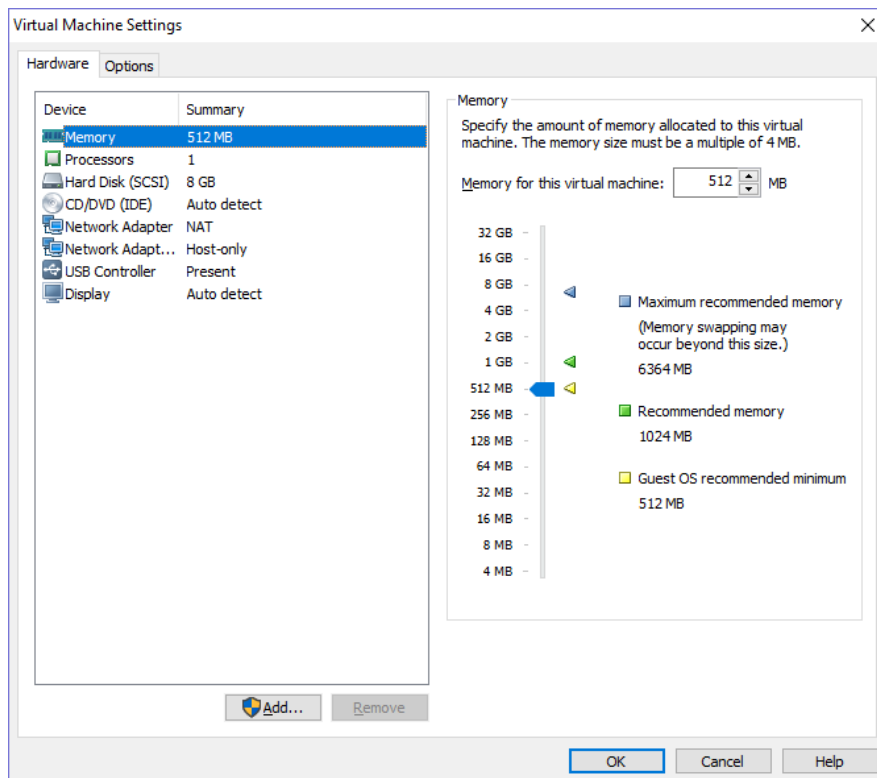 Virtual Machine Settings
Hardware Options
Device Summary
Memory 512 MB
Processors 1
Hard Disk (SCSI) 8 GB
CD/DVD (IDE) Auto detect
Network Adapter NAT
Network Adapt... Host-only
USB Controller Present
Display Auto detect
Add... Remove
Memory
Specify the amount of memory allocated to this virtual
machine. The memory size must be a multiple of 4 MB.
Memory for this virtual machine: 512 MB
32 GB
16 GB
8 GB
4 GB
2 GB
1 GB
512 MB
256 MB
128 MB
64 MB
32 MB
16 MB
8 MB
4 MB
Maximum recommended memory
(Memory swapping may
occur beyond this size.)
6364 MB
Recommended memory
1024 MB
Guest OS recommended minimum
512 MB
OK Cancel Help